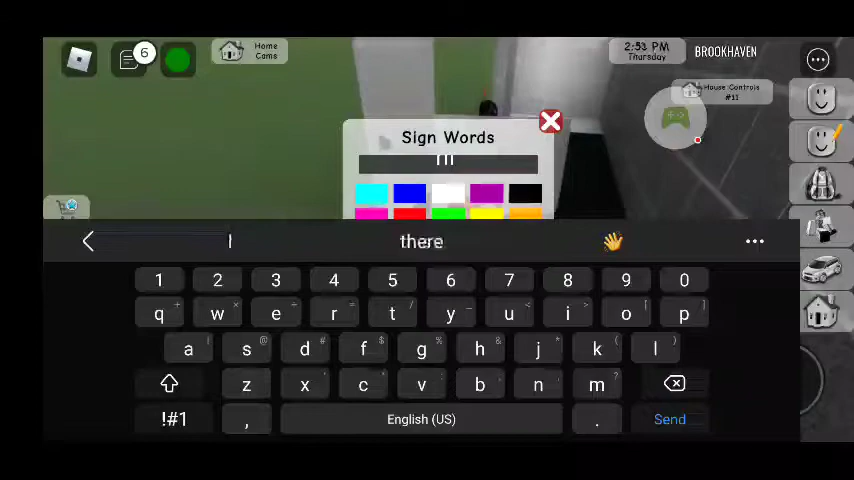 6
Home
Cams
2:53 PM
Thursday
BROOKHAVEN
House Controls
#11
Sign Words
there
👋
1 2 3 4 5 6 7 8 9 0
q + w × e ÷ r = t / y _ u < i > o [ p ]
a ! s @ d # f $ g % h & j * k ( l )
z - x ' c " v : b ; n , m ?
!#1 , English (US) . Send